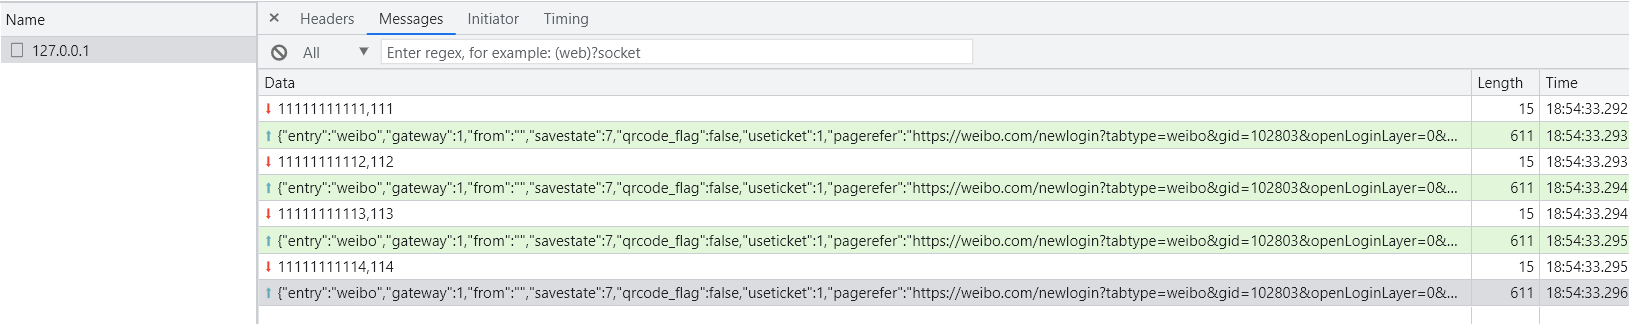 Name
127.0.0.1
× Headers Messages Initiator Timing
All ▼ Enter regex, for example: (web)?socket
Data Length Time
11111111111,111 15 18:54:33.292
{"entry":"weibo","gateway":1,"from":"","savestate":7,"qrcode_flag":false,"useticket":1,"pagerefer":"https://weibo.com/newlogin?tabtype=weibo&gid=102803&openLoginLayer=0&... 611 18:54:33.293
11111111112,112 15 18:54:33.293
{"entry":"weibo","gateway":1,"from":"","savestate":7,"qrcode_flag":false,"useticket":1,"pagerefer":"https://weibo.com/newlogin?tabtype=weibo&gid=102803&openLoginLayer=0&... 611 18:54:33.294
11111111113,113 15 18:54:33.294
{"entry":"weibo","gateway":1,"from":"","savestate":7,"qrcode_flag":false,"useticket":1,"pagerefer":"https://weibo.com/newlogin?tabtype=weibo&gid=102803&openLoginLayer=0&... 611 18:54:33.295
11111111114,114 15 18:54:33.295
{"entry":"weibo","gateway":1,"from":"","savestate":7,"qrcode_flag":false,"useticket":1,"pagerefer":"https://weibo.com/newlogin?tabtype=weibo&gid=102803&openLoginLayer=0&... 611 18:54:33.296